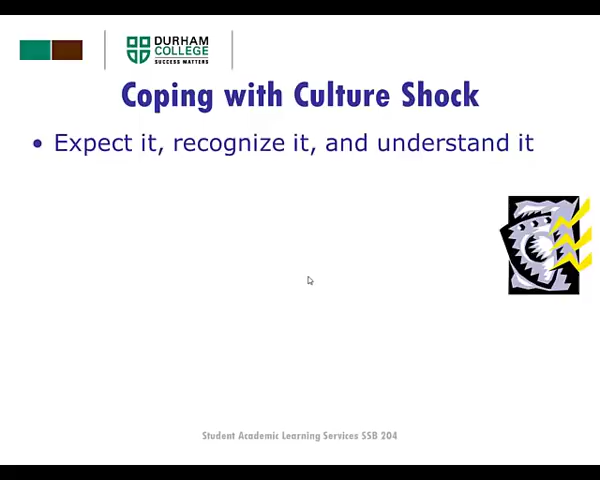 DURHAM
COLLEGE
SUCCESS MATTERS
Coping with Culture Shock
• Expect it, recognize it, and understand it
Student Academic Learning Services SSB 204